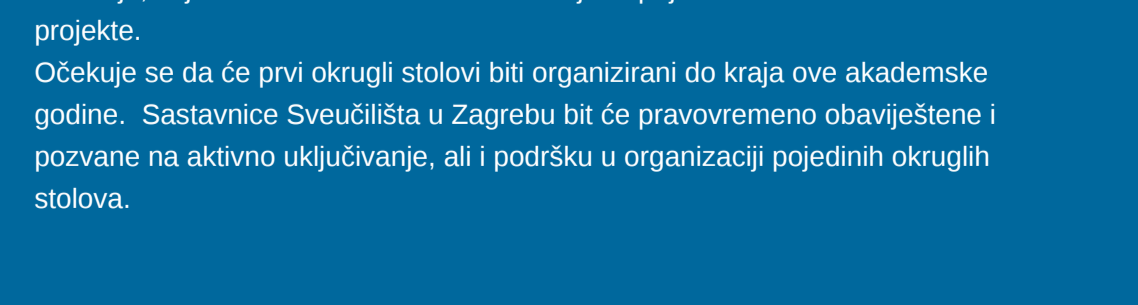 projekte.
Očekuje se da će prvi okrugli stolovi biti organizirani do kraja ove akademske
godine.  Sastavnice Sveučilišta u Zagrebu bit će pravovremeno obaviještene i
pozvane na aktivno uključivanje, ali i podršku u organizaciji pojedinih okruglih
stolova.